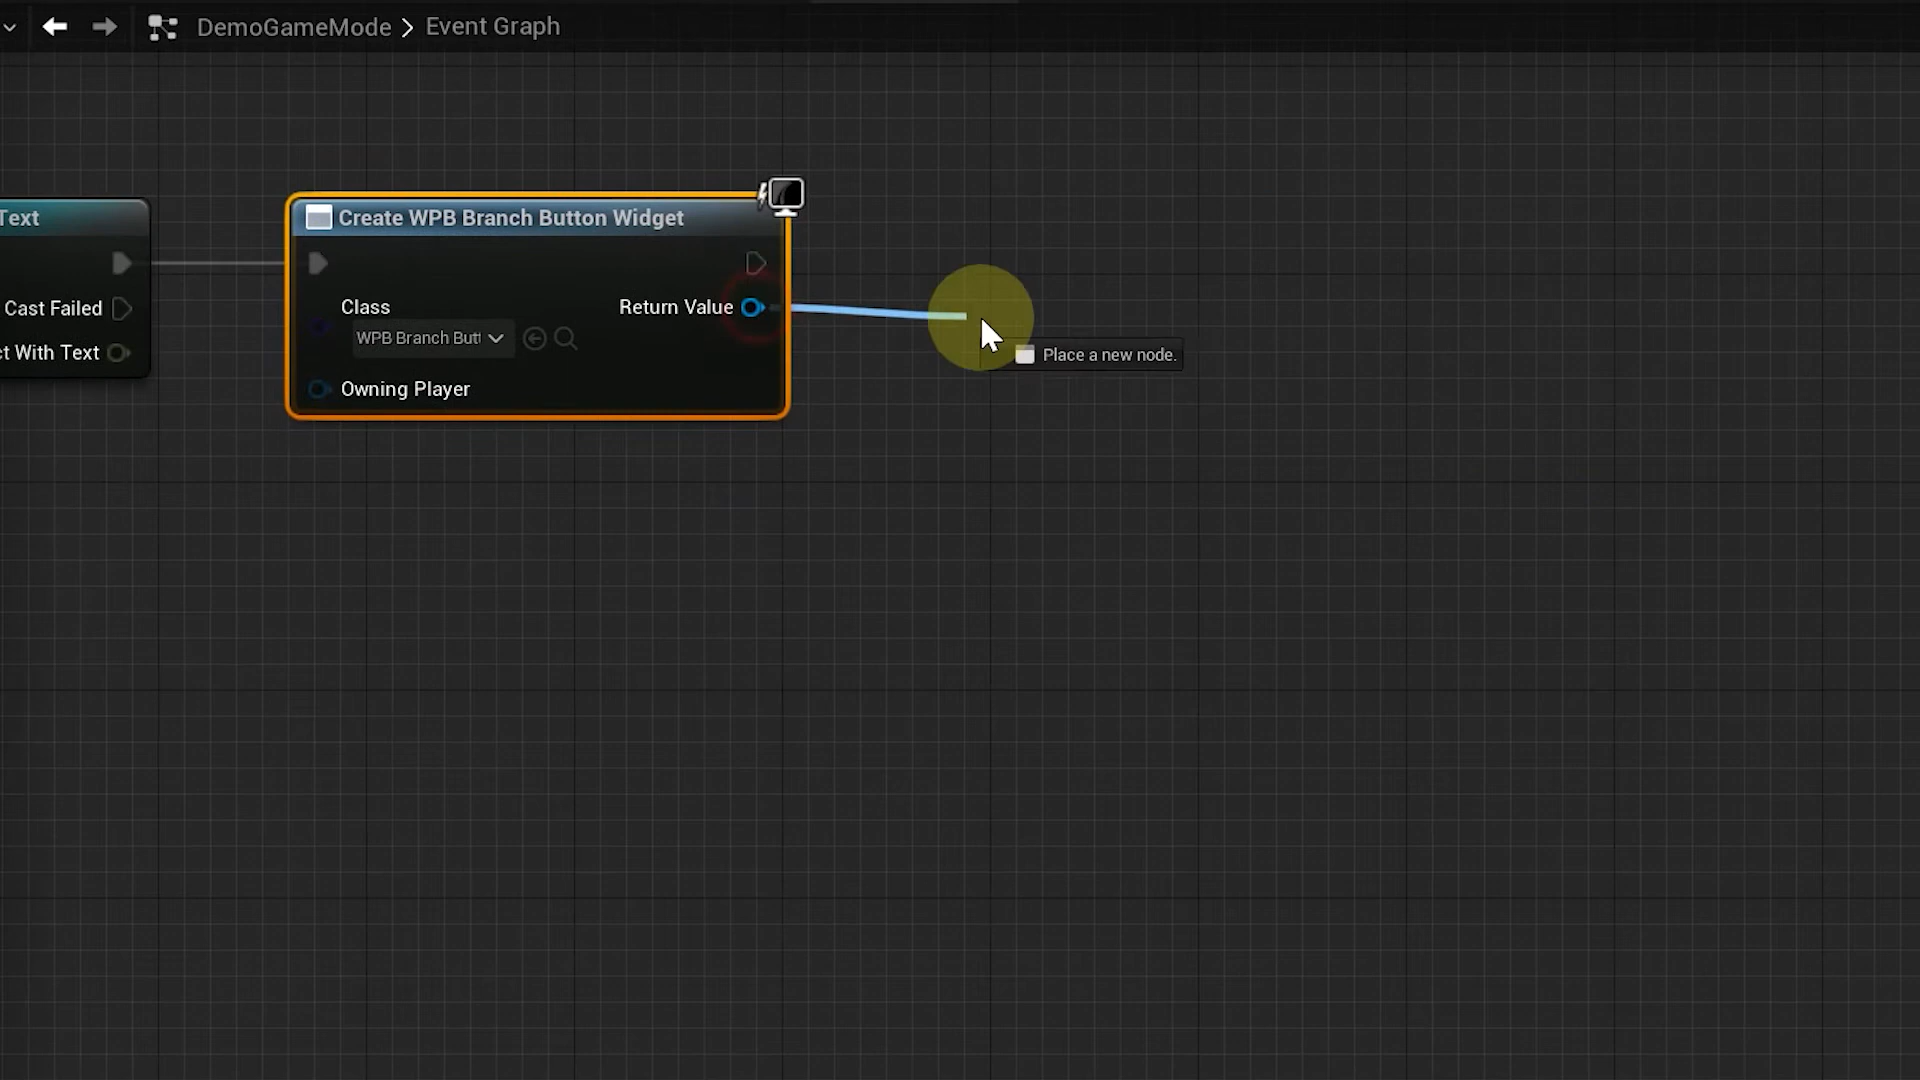 DemoGameMode > Event Graph
Text
Cast Failed
ct With Text
Create WPB Branch Button Widget
Class
WPB Branch Butt
Owning Player
Return Value
Place a new node.